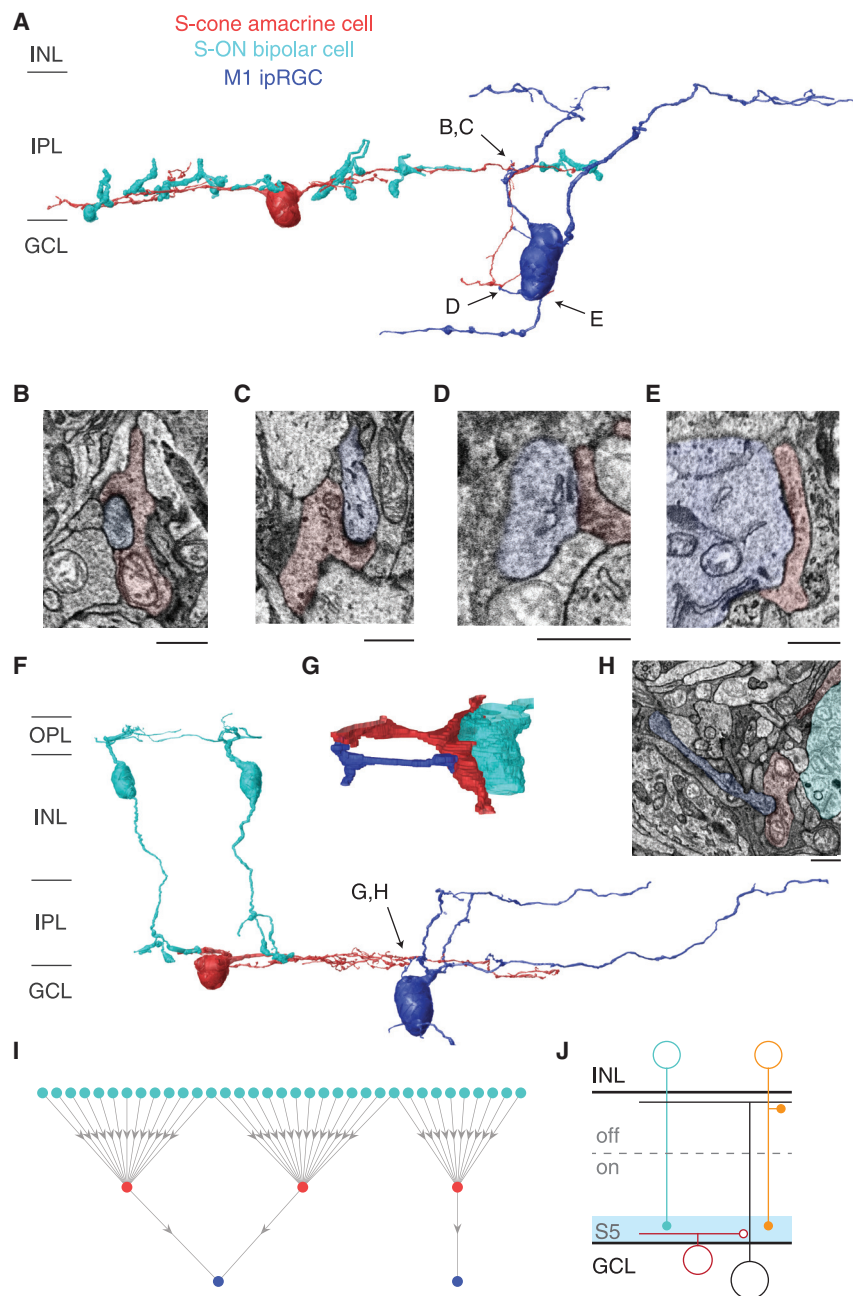 A
S-cone amacrine cell
S-ON bipolar cell
M1 ipRGC
INL
IPL
GCL
B,C
D
E
B
C
D
E
F
G
H
OPL
INL
IPL
GCL
G,H
I
J
INL
off
on
S5
GCL